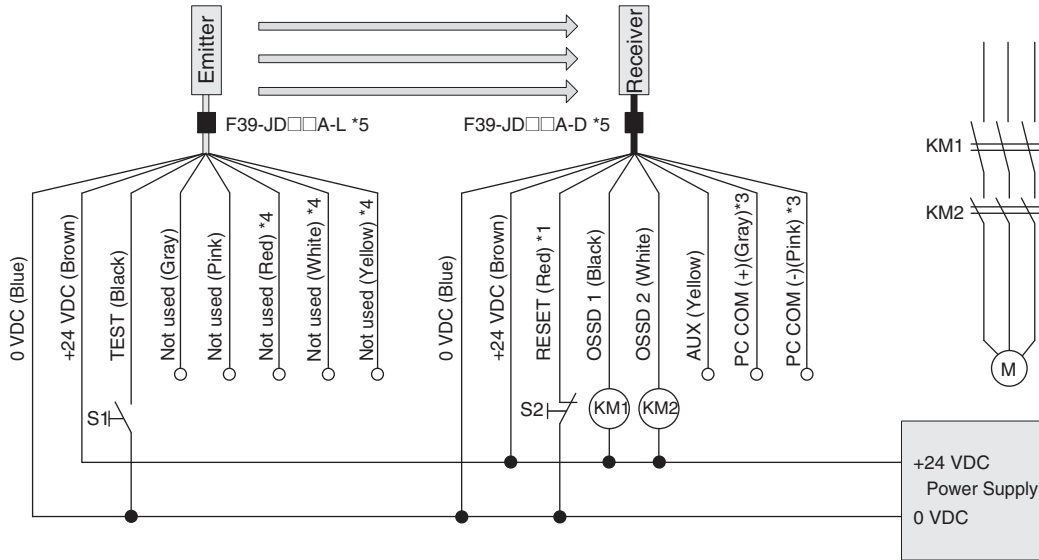 Emitter
Receiver
F39-JD□□A-L *5
F39-JD□□A-D *5
KM1
KM2
M
0 VDC (Blue)
+24 VDC (Brown)
TEST (Black)
Not used (Gray)
Not used (Pink)
Not used (Red) *4
Not used (White) *4
Not used (Yellow) *4
0 VDC (Blue)
+24 VDC (Brown)
RESET (Red) *1
OSSD 1 (Black)
OSSD 2 (White)
AUX (Yellow)
PC COM (+)(Gray)*3
PC COM (-)(Pink) *3
S1
S2
KM1
KM2
+24 VDC
Power Supply
0 VDC